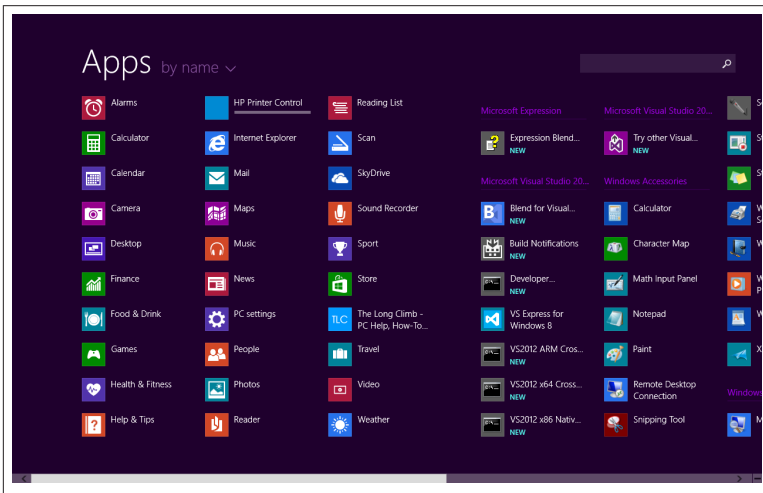 Apps by name
Alarms
Calculator
Calendar
Camera
Desktop
Finance
Food & Drink
Games
Health & Fitness
Help & Tips
HP Printer Control
Internet Explorer
Mail
Maps
Music
News
PC settings
People
Photos
Reader
Reading List
Scan
SkyDrive
Sound Recorder
Sport
Store
TLC
The Long Climb -
PC Help, How-To...
Travel
Video
Weather
Microsoft Expression
Expression Blend...
NEW
Microsoft Visual Studio 20...
Blend for Visual...
NEW
Build Notifications
NEW
Developer...
NEW
VS Express for
Windows 8
VS2012 ARM Cros...
NEW
VS2012 x64 Cross...
NEW
VS2012 x86 Nativ...
NEW
Microsoft Visual Studio 20...
Try other Visual...
NEW
Windows Accessories
Calculator
Character Map
Math Input Panel
Notepad
Paint
Remote Desktop
Connection
Snipping Tool
Windows